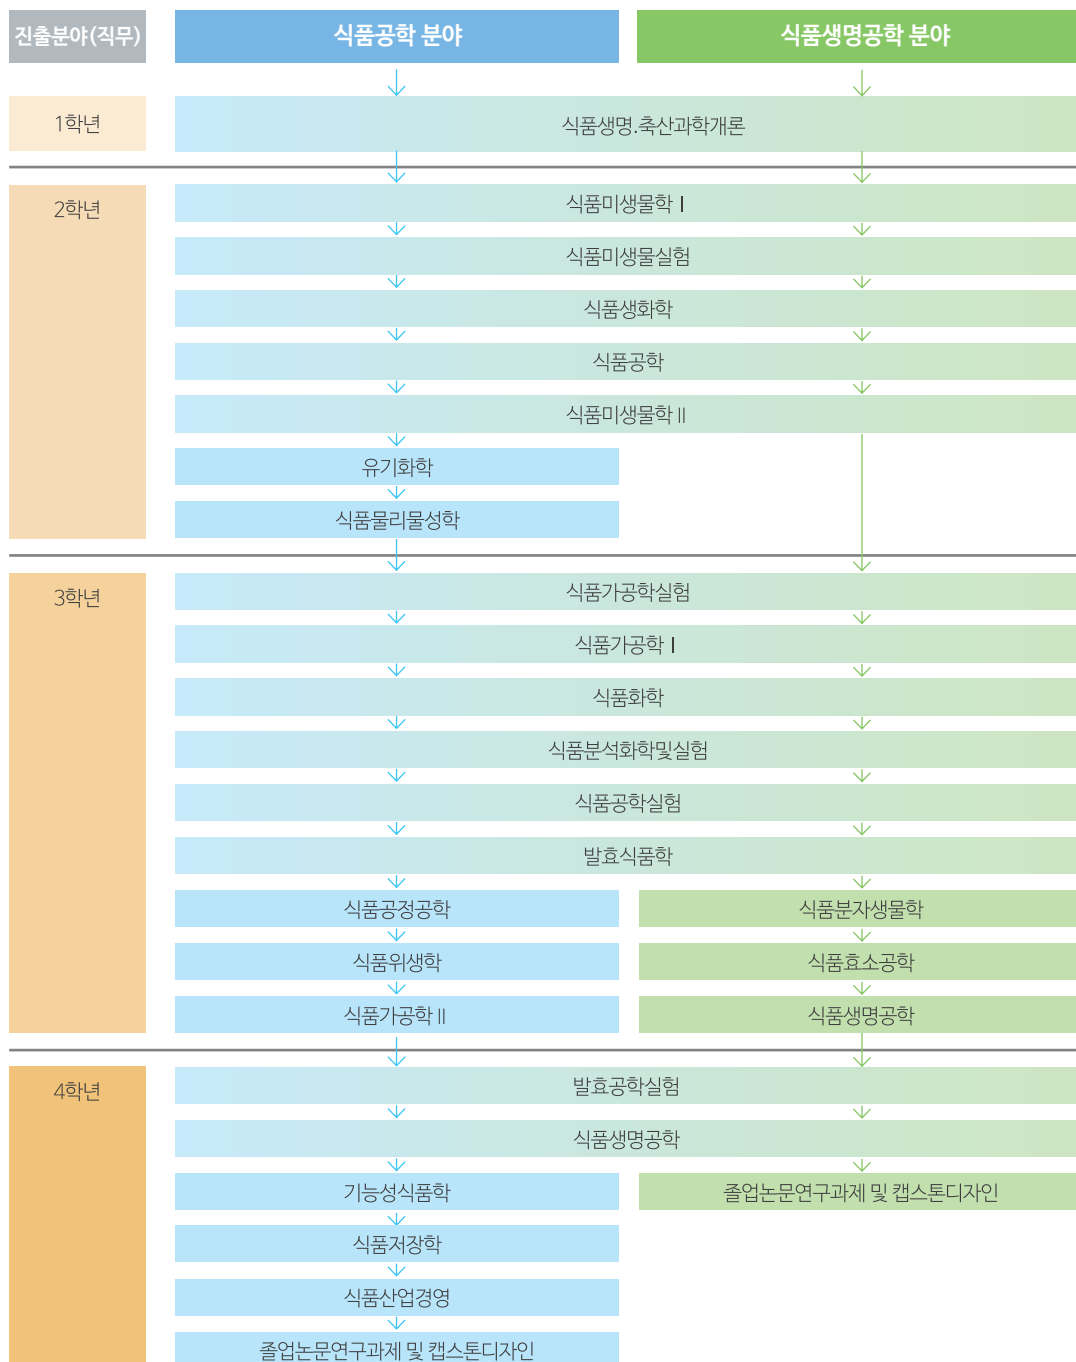 진출분야(직무)
식품공학 분야
식품생명공학 분야
1학년
식품생명.축산과학개론
2학년
식품미생물학 Ⅰ
식품미생물실험
식품생화학
식품공학
식품미생물학 Ⅱ
유기화학
식품물리물성학
3학년
식품가공학실험
식품가공학 Ⅰ
식품화학
식품분석화학및실험
식품공학실험
발효식품학
식품공정공학
식품분자생물학
식품위생학
식품효소공학
식품가공학 Ⅱ
식품생명공학
4학년
발효공학실험
식품생명공학
기능성식품학
졸업논문연구과제 및 캡스톤디자인
식품저장학
식품산업경영
졸업논문연구과제 및 캡스톤디자인